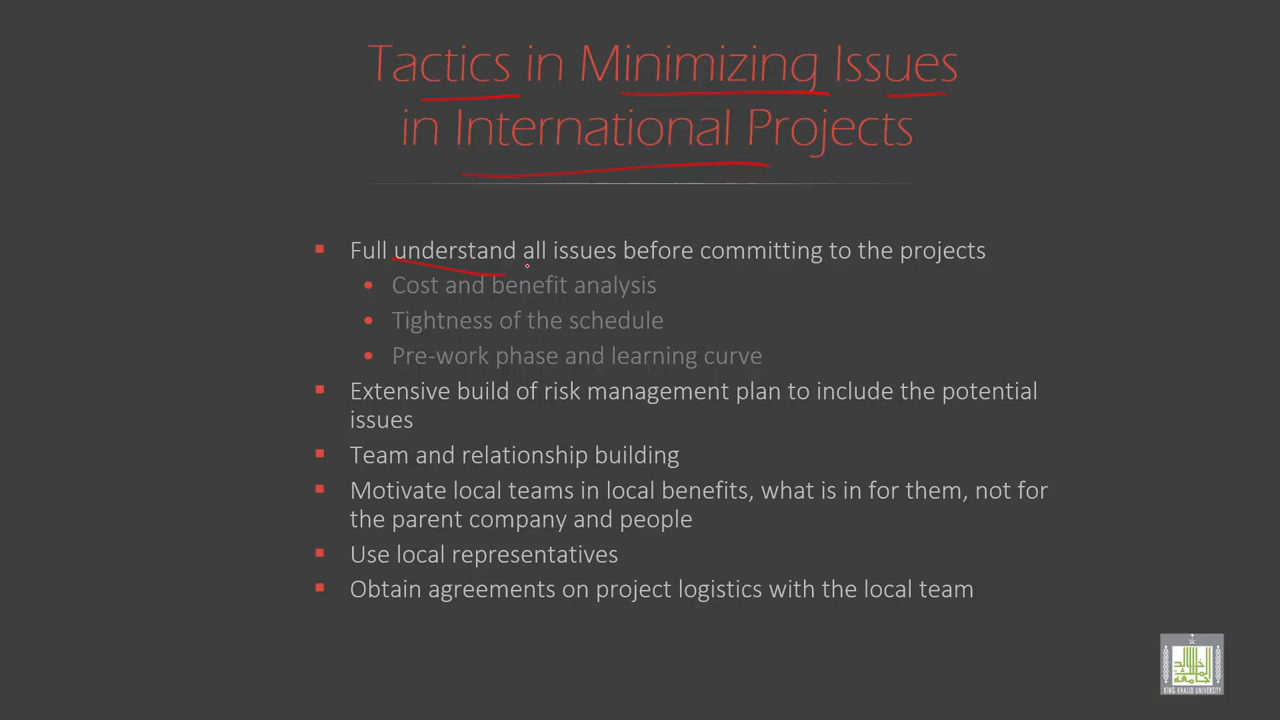 Tactics in Minimizing Issues
in International Projects
Full understand all issues before committing to the projects
Cost and benefit analysis
Tightness of the schedule
Pre-work phase and learning curve
Extensive build of risk management plan to include the potential
issues
Team and relationship building
Motivate local teams in local benefits, what is in for them, not for
the parent company and people
Use local representatives
Obtain agreements on project logistics with the local team
KING KHALID UNIVERSITY